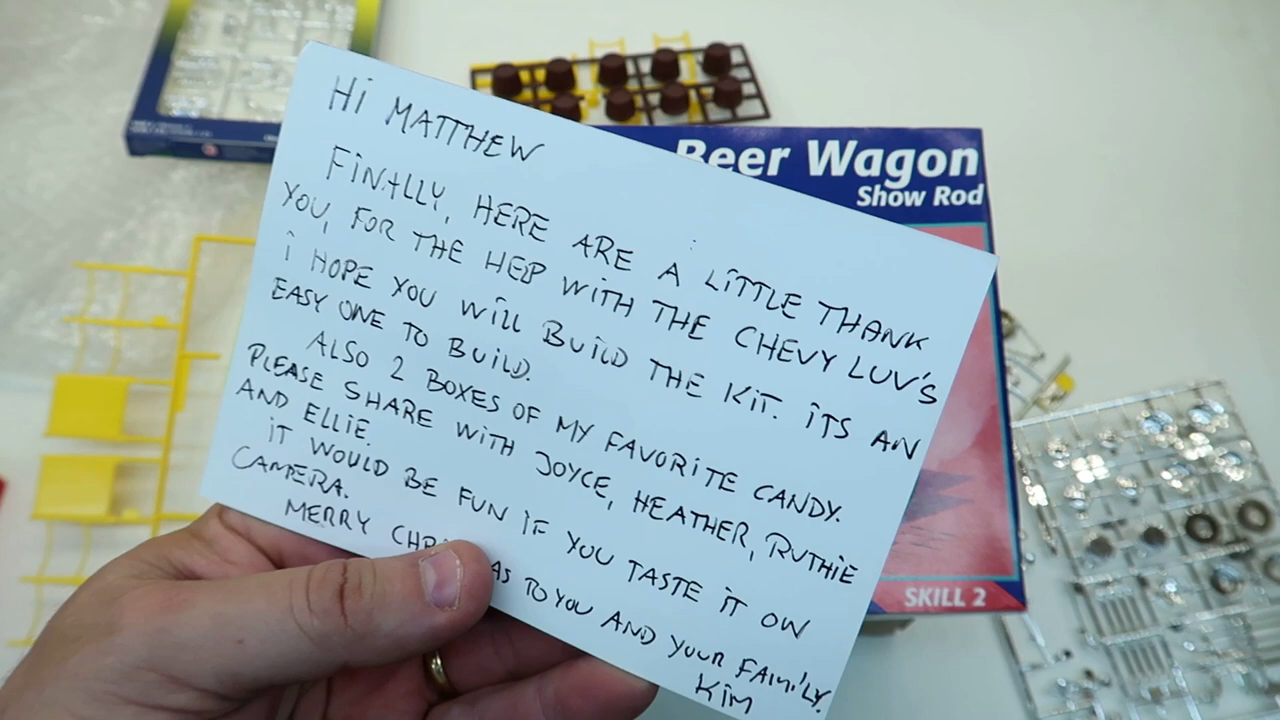 HI MATTHEW
FINALLY, HERE ARE A LITTLE THANK
YOU, FOR THE HELP WITH THE CHEVY LUV'S
I HOPE YOU WILL BUILD THE KIT. ITS AN
EASY ONE TO BUILD.
ALSO 2 BOXES OF MY FAVORITE CANDY.
PLEASE SHARE WITH JOYCE, HEATHER, RUTHIE
AND ELLIE.
IT WOULD BE FUN IF YOU TASTE IT ON
CAMERA.
MERRY CHRI AS TO YOU AND YOUR FAMILY.
KIM
Beer Wagon
Show Rod
SKILL 2